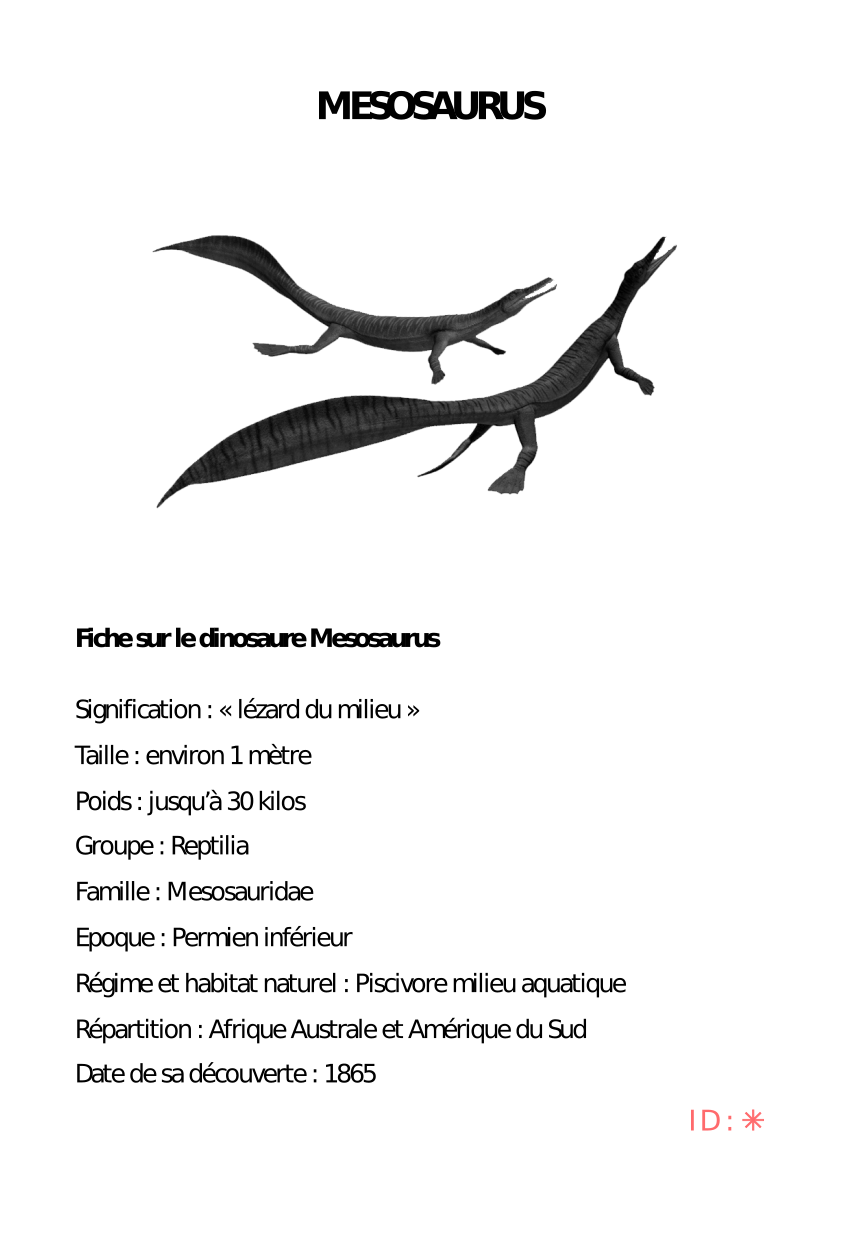 MESOSAURUS
Fiche sur le dinosaure Mesosaurus
Signification : « lézard du milieu »
Taille : environ 1 mètre
Poids : jusqu’à 30 kilos
Groupe : Reptilia
Famille : Mesosauridae
Epoque : Permien inférieur
Régime et habitat naturel : Piscivore milieu aquatique
Répartition : Afrique Australe et Amérique du Sud
Date de sa découverte : 1865
ID: ✳